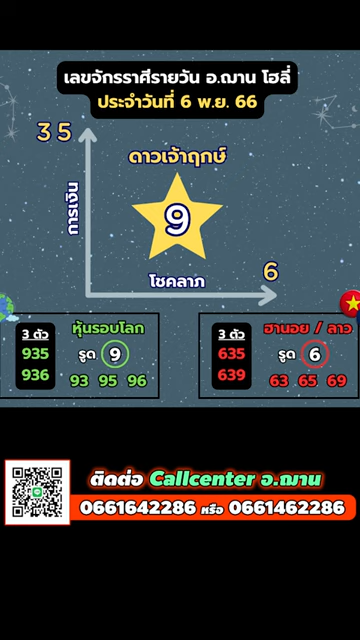 เลขจักรราศีรายวัน อ.ฌาน โฮลี่
ประจำวันที่ 6 พ.ย. 66
3 5
ดาวเจ้าฤกษ์
9
การเงิน
โชคลาภ
6
3 ตัว
935
936
หุ้นรอบโลก
รูด 9
93 95 96
3 ตัว
635
639
ฮานอย / ลาว
รูด 6
63 65 69
ติดต่อ Callcenter อ.ฌาน
0661642286 หรือ 0661462286